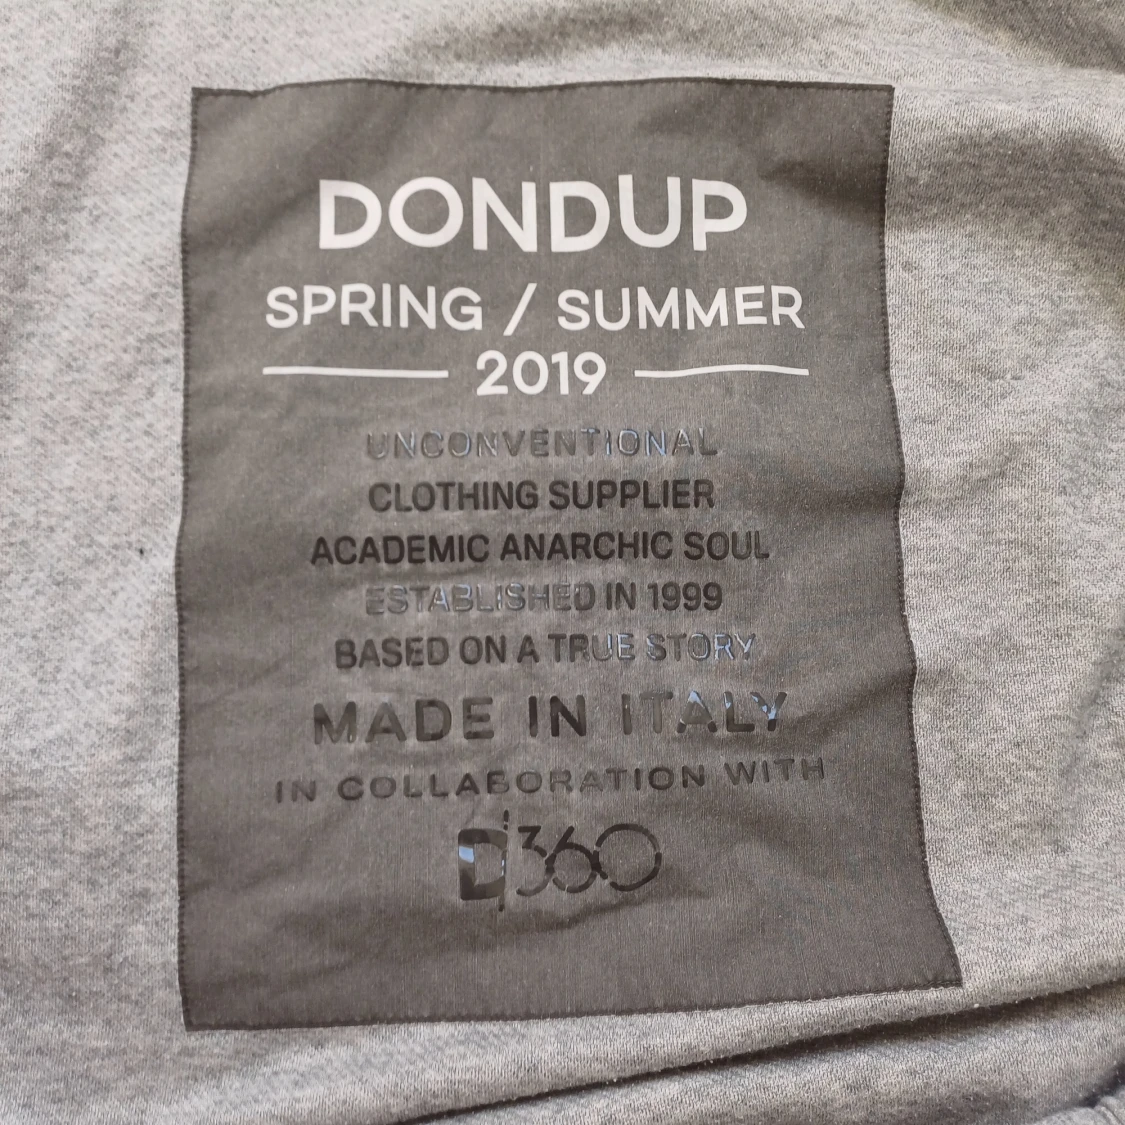 DONDUP
SPRING / SUMMER
2019
UNCONVENTIONAL
CLOTHING SUPPLIER
ACADEMIC ANARCHIC SOUL
ESTABLISHED IN 1999
BASED ON A TRUE STORY
MADE IN ITALY
IN COLLABORATION WITH
D|360